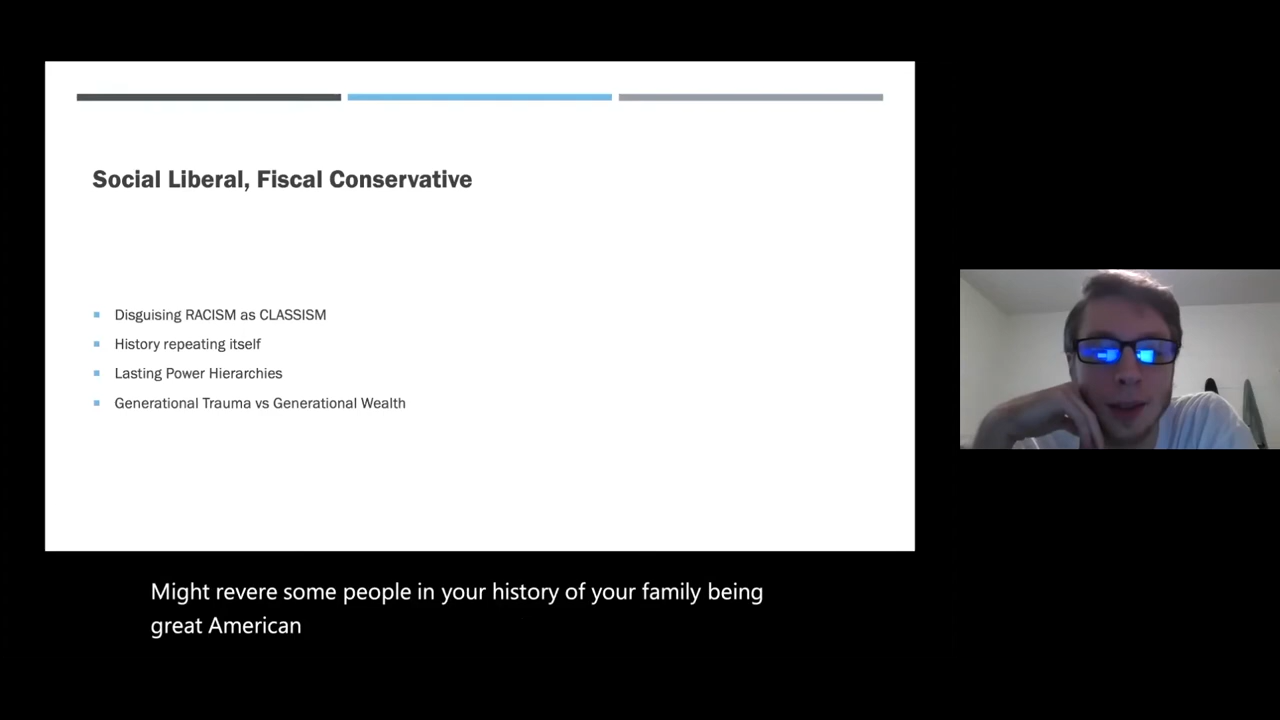 Social Liberal, Fiscal Conservative
Disguising RACISM as CLASSISM
History repeating itself
Lasting Power Hierarchies
Generational Trauma vs Generational Wealth
Might revere some people in your history of your family being
great American